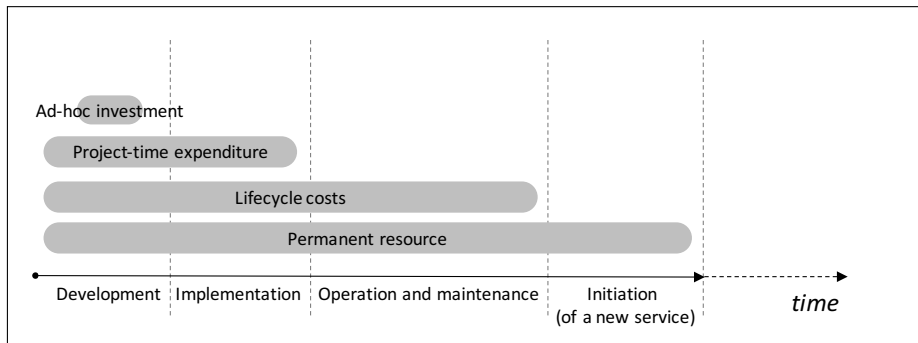 Ad-hoc investment
Project-time expenditure
Lifecycle costs
Permanent resource
Development
Implementation
Operation and maintenance
Initiation
(of a new service)
time